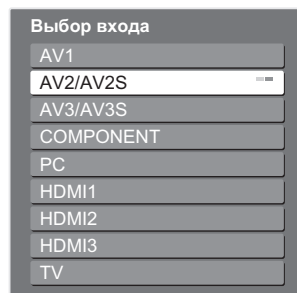 Выбор входа
AV1
AV2/AV2S
AV3/AV3S
COMPONENT
PC
HDMI1
HDMI2
HDMI3
TV